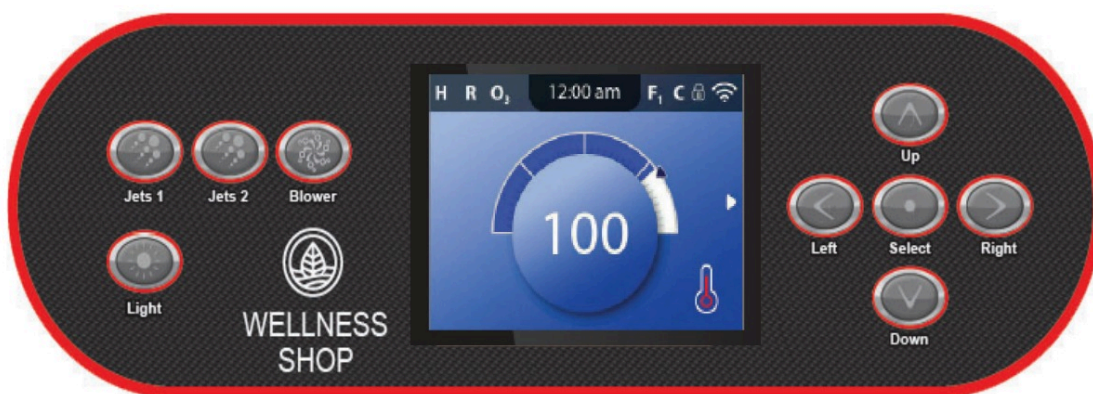 H R O₃ 12:00 am F₁ C
Jets 1 Jets 2 Blower
100
Light
WELLNESS
SHOP
Up
Left Select Right
Down